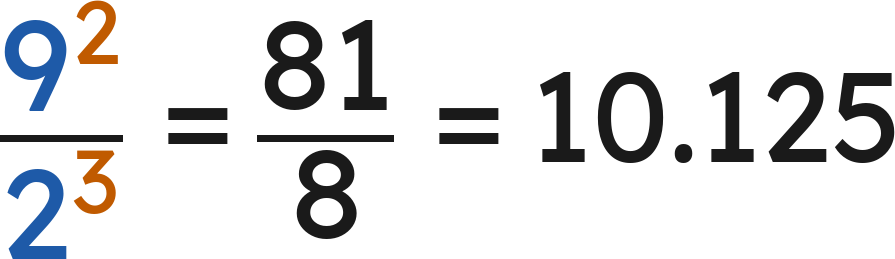 9² / 2³ = 81 / 8 = 10.125